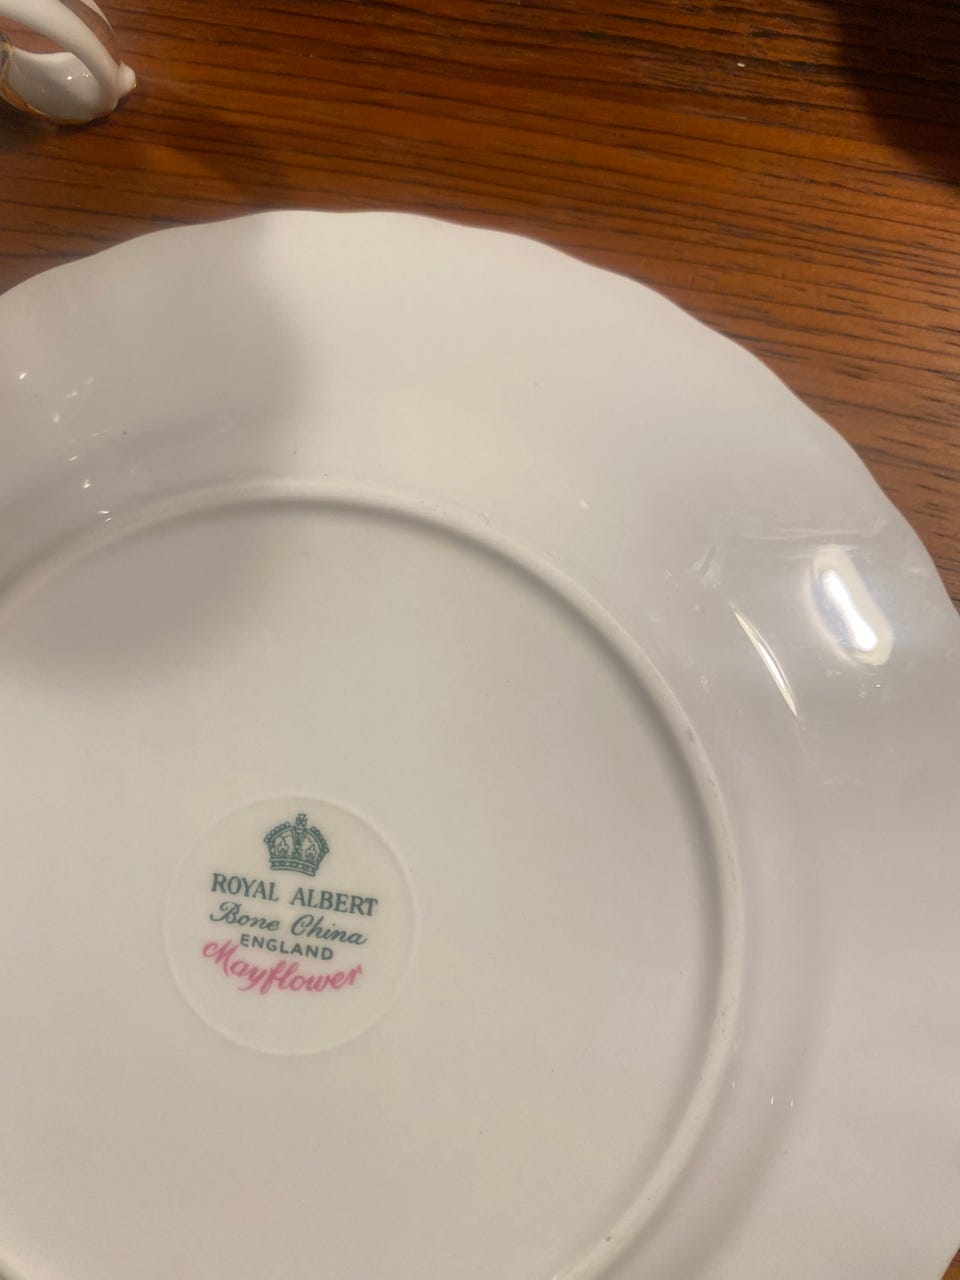 ROYAL ALBERT
Bone China
ENGLAND
Mayflower